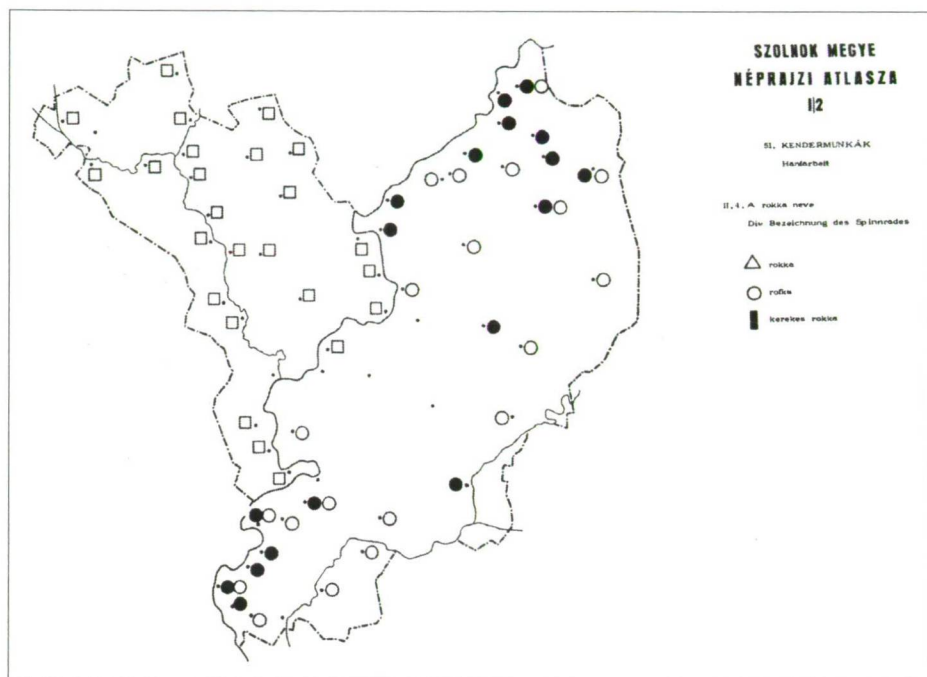 SZOLNOK MEGYE
NÉPRAJZI ATLASZA
I/2
51. KENDERMUNKÁK
Hanfarbeit
II,4. A rokka neve
Die Bezeichnung des Spinnrades
rokka
rofka
kerekes rokka